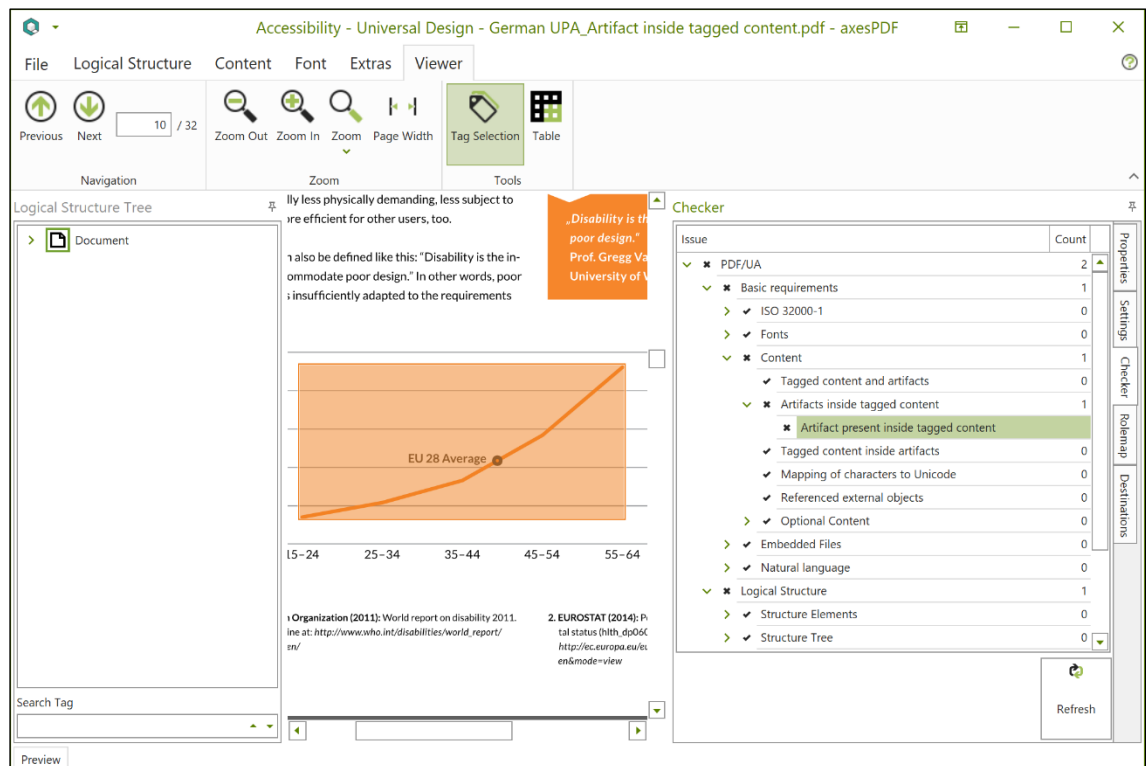 Accessibility - Universal Design - German UPA_Artifact inside tagged content.pdf - axesPDF
File Logical Structure Content Font Extras Viewer
Previous Next 10 / 32 Zoom Out Zoom In Zoom Page Width Tag Selection Table
Navigation Zoom Tools
Logical Structure Tree
Document
Search Tag
Preview
lly less physically demanding, less subject to
ore efficient for other users, too.
n also be defined like this: “Disability is the in-
ommodate poor design.” In other words, poor
s insufficiently adapted to the requirements
„Disability is th
poor design.“
Prof. Gregg Va
University of W
EU 28 Average
15–24 25–34 35–44 45–54 55–64
n Organization (2011): World report on disability 2011.
ine at: http://www.who.int/disabilities/world_report/
en/
2. EUROSTAT (2014): P
tal status (hlth_dp060
http://ec.europa.eu/eu
en&mode=view
Checker
Issue Count
PDF/UA 2
Basic requirements 1
ISO 32000-1 0
Fonts 0
Content 1
Tagged content and artifacts 0
Artifacts inside tagged content 1
Artifact present inside tagged content
Tagged content inside artifacts 0
Mapping of characters to Unicode 0
Referenced external objects 0
Optional Content 0
Embedded Files 0
Natural language 0
Logical Structure 1
Structure Elements 0
Structure Tree 0
Refresh
Properties
Settings
Checker
Rolemap
Destinations